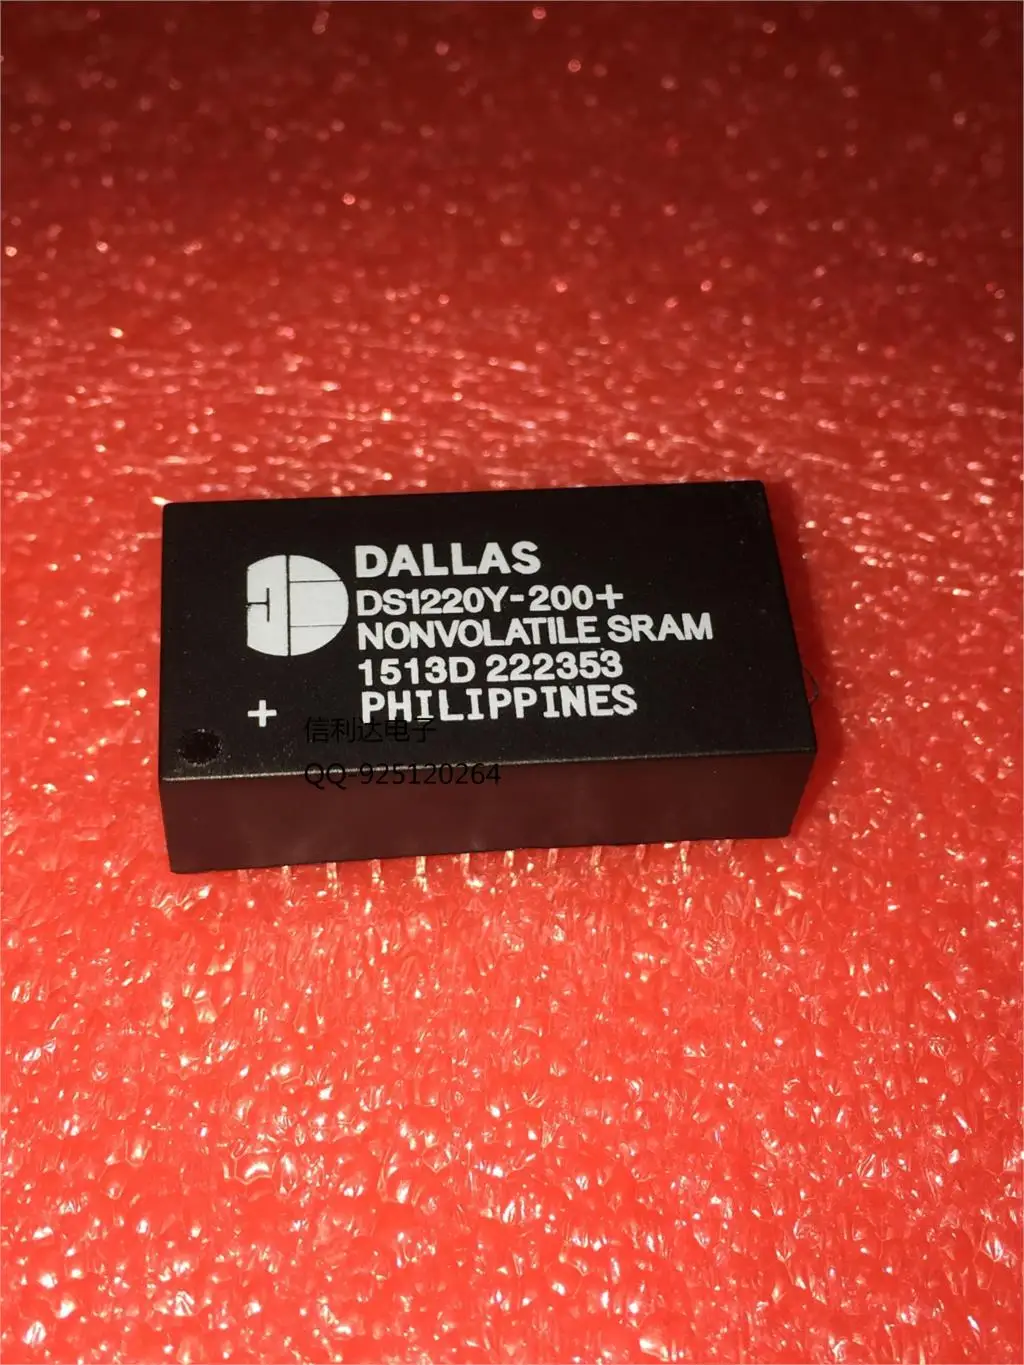 DALLAS
DS1220Y-200+
NONVOLATILE SRAM
1513D 222353
PHILIPPINES
+
信利达电子
QQ-925120264